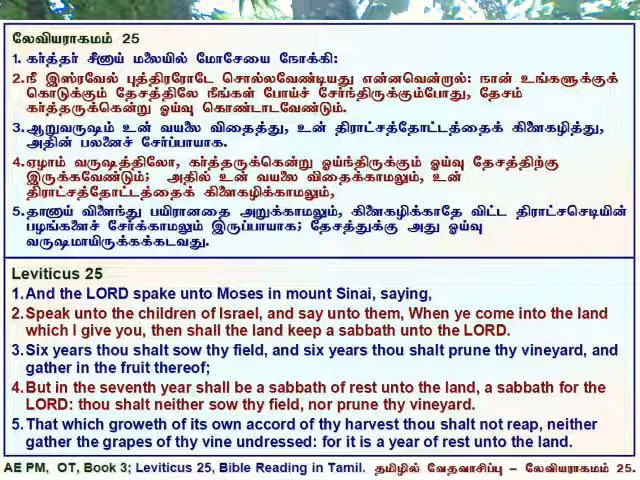 லேவியராகமம் 25
1. கர்த்தர் சீனாய் மலையில் மோசேயை நோக்கி:
2. நீ இஸ்ரவேல் புத்திரரோடே சொல்லவேண்டியது என்னவென்றால்: நான் உங்களுக்குக்
கொடுக்கும் தேசத்திலே நீங்கள் போய்ச் சேர்ந்திருக்கும்போது, தேசம்
கர்த்தருக்கென்று ஓய்வு கொண்டாடவேண்டும்.
3. ஆறுவருஷம் உன் வயலை விதைத்து, உன் திராட்சத்தோட்டத்தைக் கிளைகழித்து,
அதின் பலனைச் சேர்ப்பாயாக.
4. ஏழாம் வருஷத்திலோ, கர்த்தருக்கென்று ஓய்ந்திருக்கும் ஓய்வு தேசத்திற்கு
இருக்கவேண்டும்; அதில் உன் வயலை விதைக்காமலும், உன்
திராட்சத்தோட்டத்தைக் கிளைகழிக்காமலும்,
5. தானாய் விளைந்து பயிரானதை அறுக்காமலும், கிளைகழிக்காதே விட்ட திராட்சசெடியின்
பழங்களைச் சேர்க்காமலும் இருப்பாயாக; தேசத்துக்கு அது ஓய்வு
வருஷமாயிருக்கக்கடவது.
Leviticus 25
1. And the LORD spake unto Moses in mount Sinai, saying,
2. Speak unto the children of Israel, and say unto them, When ye come into the land
which I give you, then shall the land keep a sabbath unto the LORD.
3. Six years thou shalt sow thy field, and six years thou shalt prune thy vineyard, and
gather in the fruit thereof;
4. But in the seventh year shall be a sabbath of rest unto the land, a sabbath for the
LORD: thou shalt neither sow thy field, nor prune thy vineyard.
5. That which groweth of its own accord of thy harvest thou shalt not reap, neither
gather the grapes of thy vine undressed: for it is a year of rest unto the land.
AE PM, OT, Book 3; Leviticus 25, Bible Reading in Tamil. தமிழில் வேதவாசிப்பு – லேவியராகமம் 25.